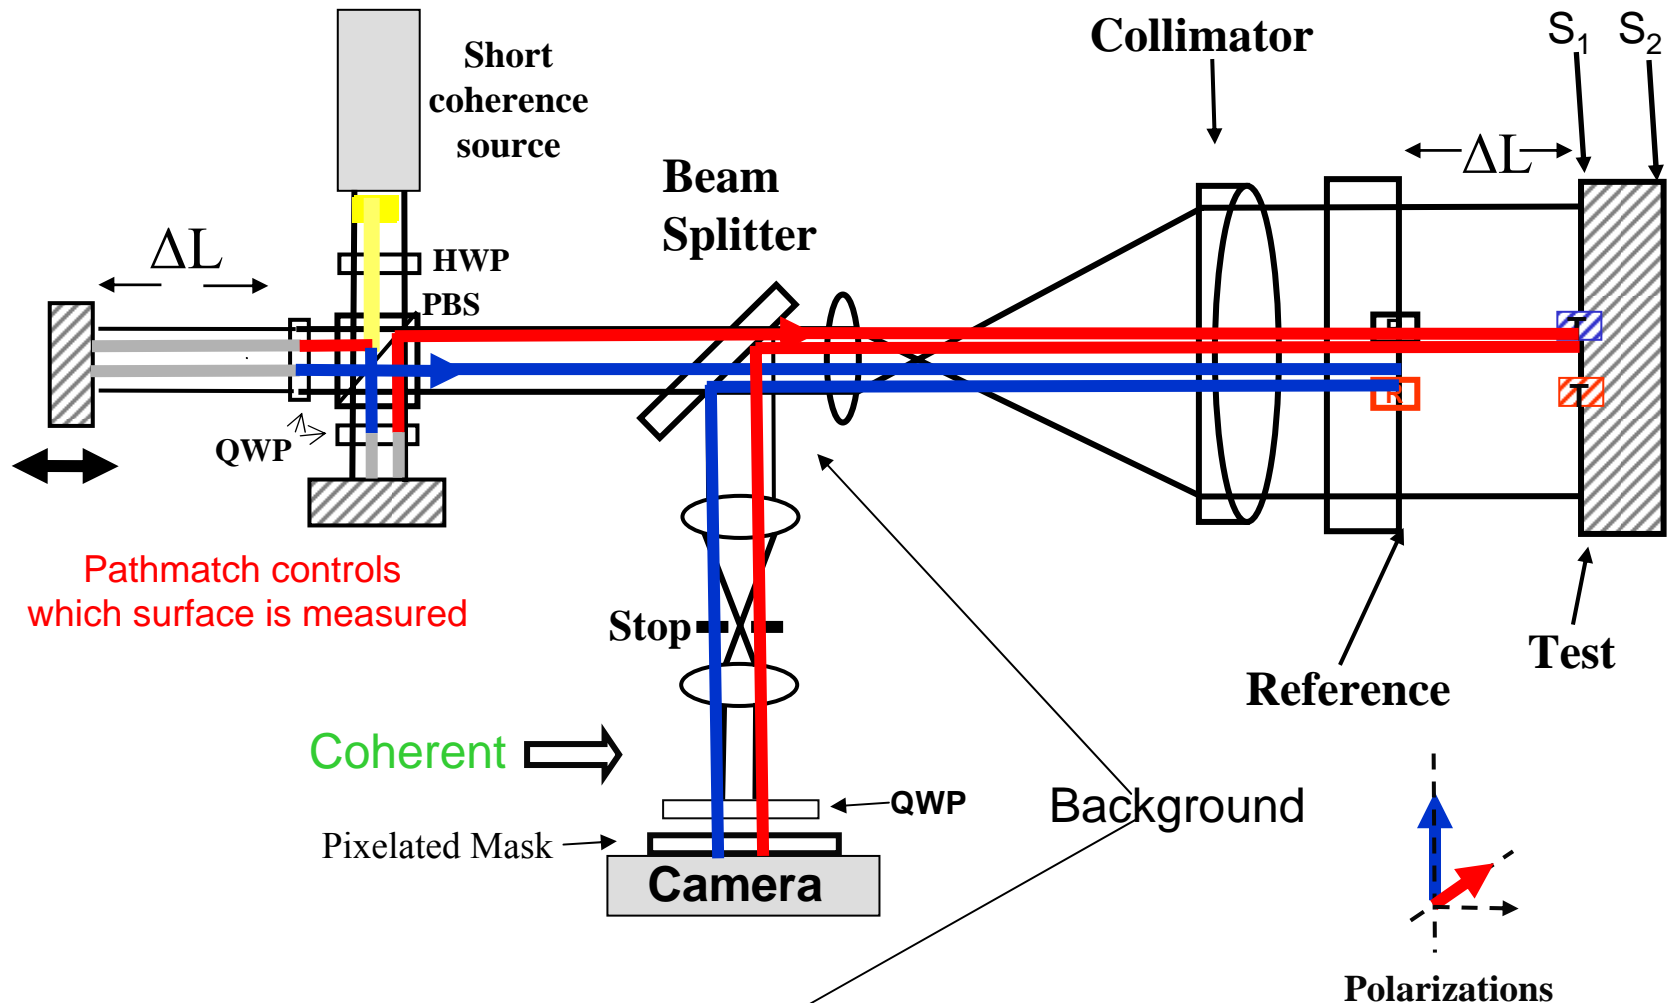 Short
coherence
source
Collimator
S1 S2
ΔL
Beam
Splitter
ΔL
HWP
PBS
R
T
R
T
QWP
Pathmatch controls
which surface is measured
Stop
Test
Reference
Coherent
QWP
Background
Pixelated Mask
Camera
Polarizations